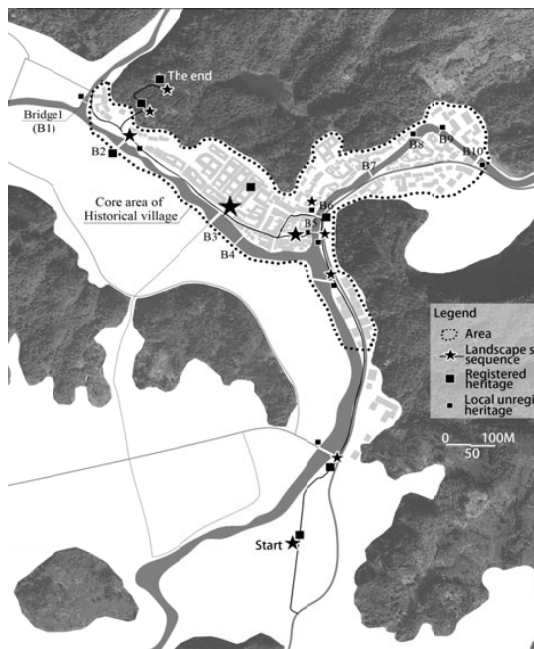 The end
Bridge1
(B1)
B2
B8
B9
B10
B7
Core area of
Historical village
B6
B5
B3
B4
Legend
Area
Landscape s
sequence
Registered
heritage
Local unregi
heritage
0 100M
50
Start